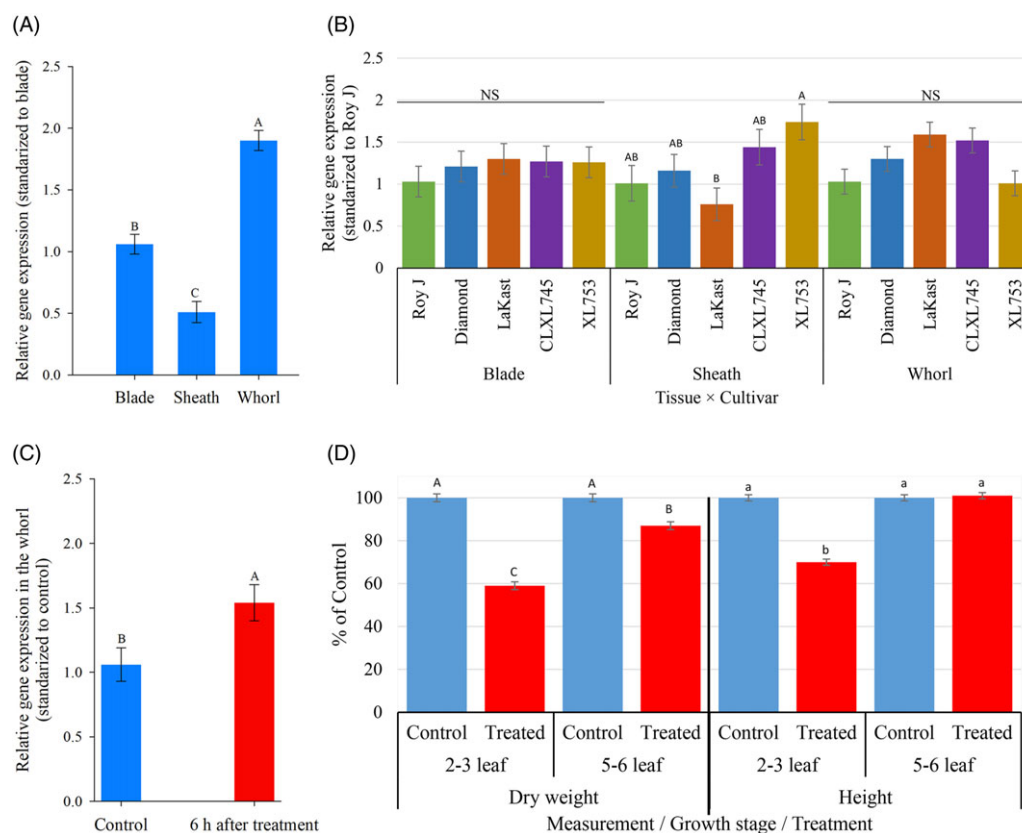 (A)
Relative gene expression (standarized to blade)
2.5
2.0
1.5
1.0
0.5
0.0
B
C
A
Blade Sheath Whorl
(B)
Relative gene expression
(standarized to Roy J)
2.5
2
1.5
1
0.5
0
NS
AB
AB
B
AB
A
NS
Roy J
Diamond
LaKast
CLXL745
XL753
Roy J
Diamond
LaKast
CLXL745
XL753
Roy J
Diamond
LaKast
CLXL745
XL753
Blade Sheath Whorl
Tissue × Cultivar
(C)
Relative gene expression in the whorl
(standarized to control)
2.5
2.0
1.5
1.0
0.5
0.0
B
A
Control 6 h after treatment
(D)
% of Control
100
80
60
40
20
0
A
C
A
B
a
b
a
a
Control Treated Control Treated Control Treated Control Treated
2-3 leaf 5-6 leaf 2-3 leaf 5-6 leaf
Dry weight Height
Measurement / Growth stage / Treatment